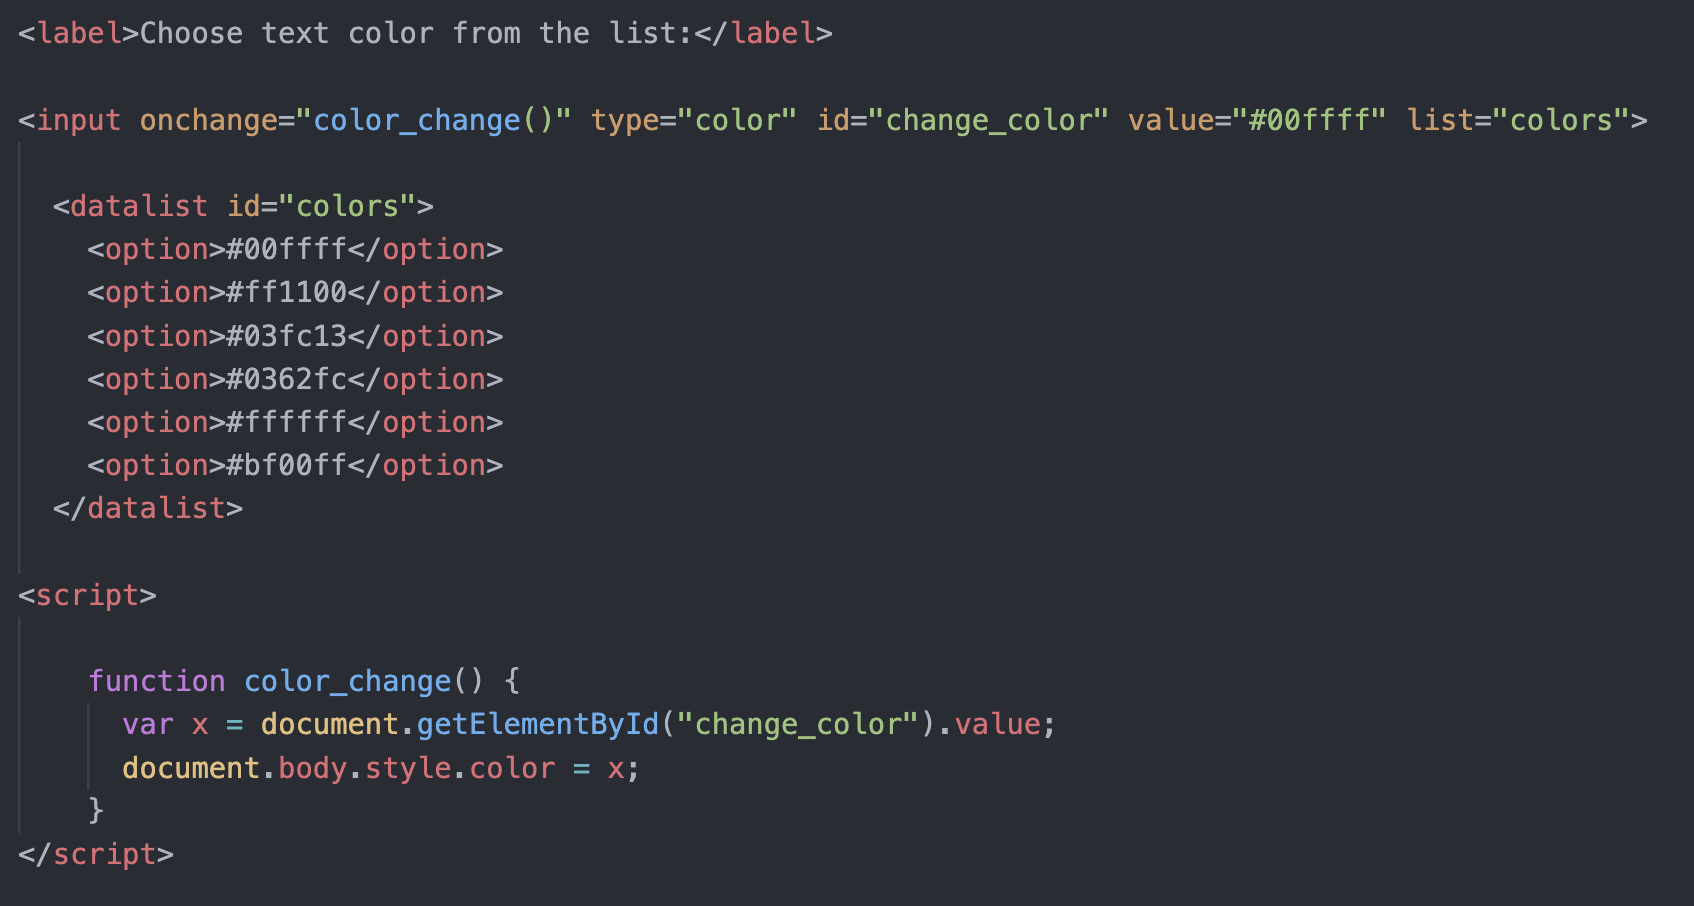 <label>Choose text color from the list:</label>
<input onchange="color_change()" type="color" id="change_color" value="#00ffff" list="colors">
<datalist id="colors">
<option>#00ffff</option>
<option>#ff1100</option>
<option>#03fc13</option>
<option>#0362fc</option>
<option>#ffffff</option>
<option>#bf00ff</option>
</datalist>
<script>
function color_change() {
var x = document.getElementById("change_color").value;
document.body.style.color = x;
}
</script>